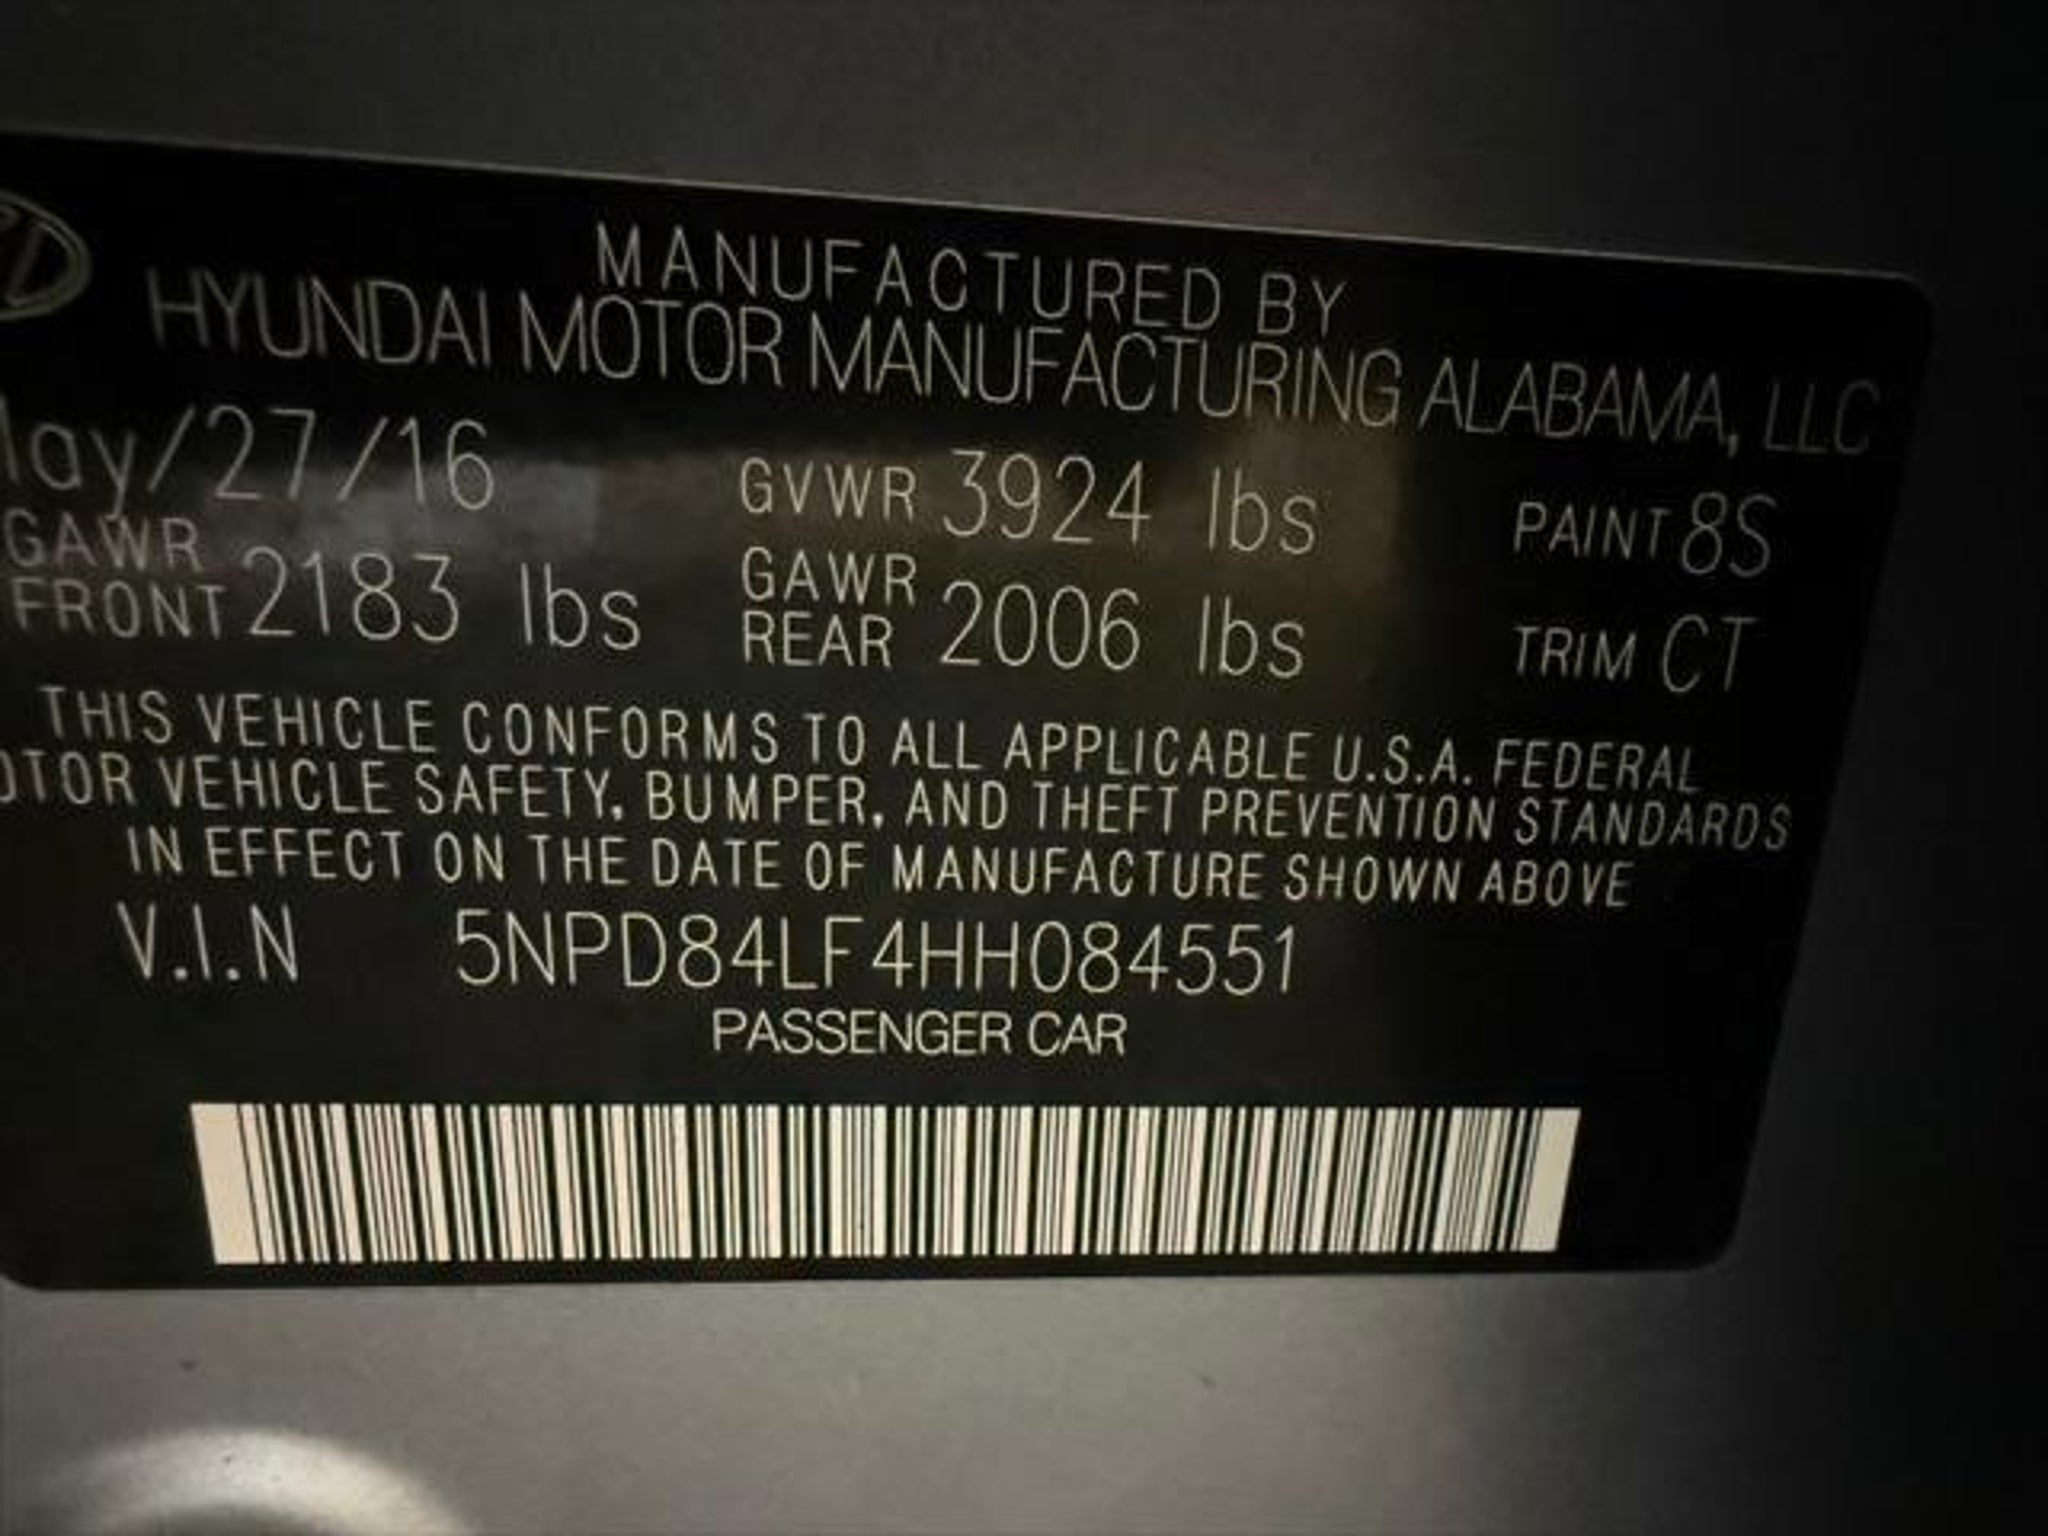 MANUFACTURED BY
HYUNDAI MOTOR MANUFACTURING ALABAMA, LLC
May/27/16 GVWR 3924 lbs PAINT 8S
GAWR FRONT 2183 lbs GAWR REAR 2006 lbs TRIM CT
THIS VEHICLE CONFORMS TO ALL APPLICABLE U.S.A. FEDERAL
MOTOR VEHICLE SAFETY, BUMPER, AND THEFT PREVENTION STANDARDS
IN EFFECT ON THE DATE OF MANUFACTURE SHOWN ABOVE
V.I.N 5NPD84LF4HH084551
PASSENGER CAR